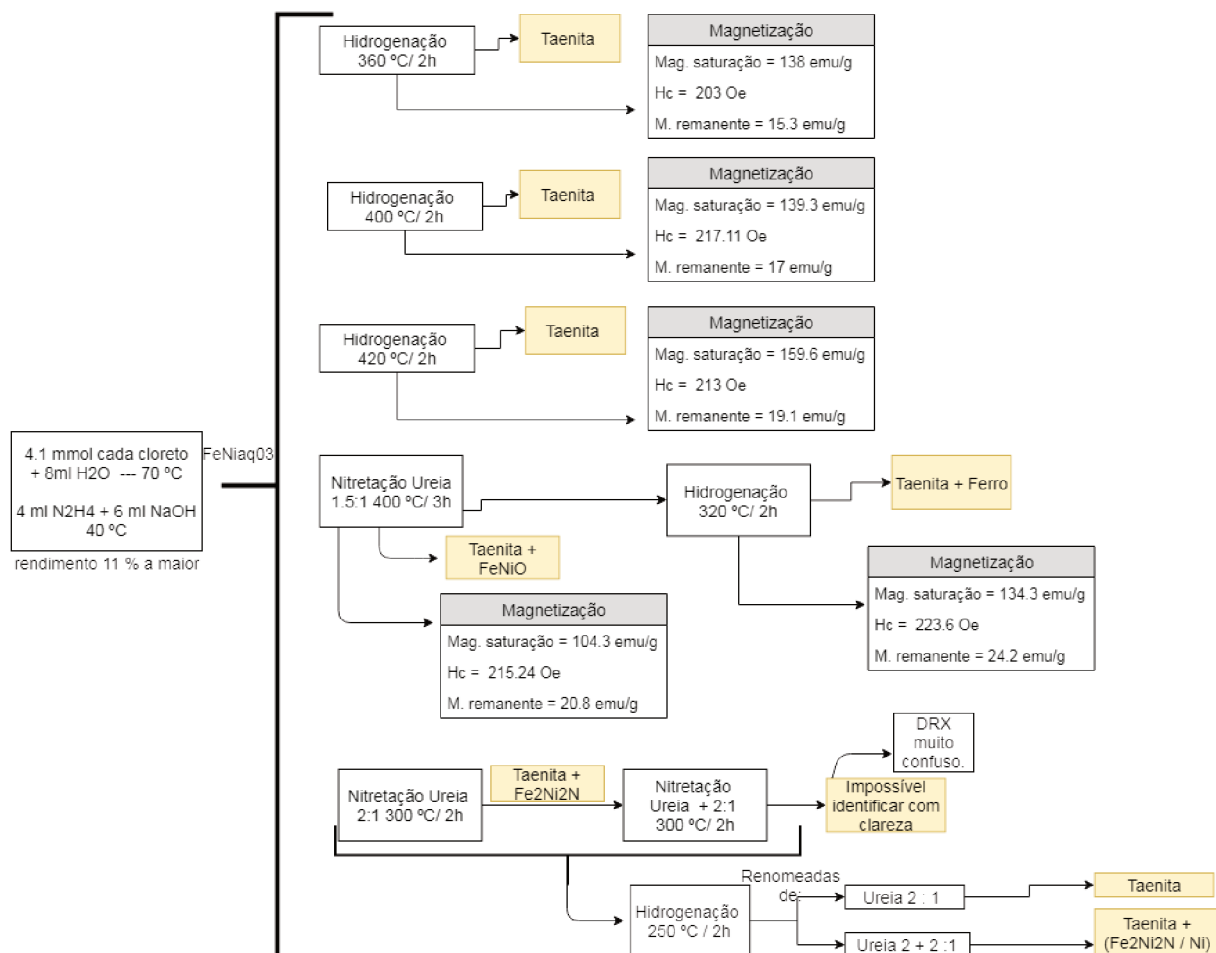 Hidrogenação
360 ºC/ 2h
Taenita
Magnetização
Mag. saturação = 138 emu/g
Hc =  203 Oe
M. remanente = 15.3 emu/g
Hidrogenação
400 ºC/ 2h
Taenita
Magnetização
Mag. saturação = 139.3 emu/g
Hc =  217.11 Oe
M. remanente = 17 emu/g
Hidrogenação
420 ºC/ 2h
Taenita
Magnetização
Mag. saturação = 159.6 emu/g
Hc =  213 Oe
M. remanente = 19.1 emu/g
4.1 mmol cada cloreto
+ 8ml H2O  --- 70 ºC
4 ml N2H4 + 6 ml NaOH
40 ºC
rendimento 11 % a maior
FeNiaq03
Nitretação Ureia
1.5:1 400 ºC/ 3h
Hidrogenação
320 ºC/ 2h
Taenita + Ferro
Taenita +
FeNiO
Magnetização
Mag. saturação = 104.3 emu/g
Hc =  215.24 Oe
M. remanente = 20.8 emu/g
Magnetização
Mag. saturação = 134.3 emu/g
Hc =  223.6 Oe
M. remanente = 24.2 emu/g
Nitretação Ureia
2:1 300 ºC/ 2h
Taenita +
Fe2Ni2N
Nitretação
Ureia  + 2:1
300 ºC/ 2h
DRX
muito
confuso.
Impossível
identificar com
clareza
Hidrogenação
250 ºC / 2h
Renomeadas
de:
Ureia 2 : 1
Taenita
Ureia 2 + 2 :1
Taenita +
(Fe2Ni2N / Ni)